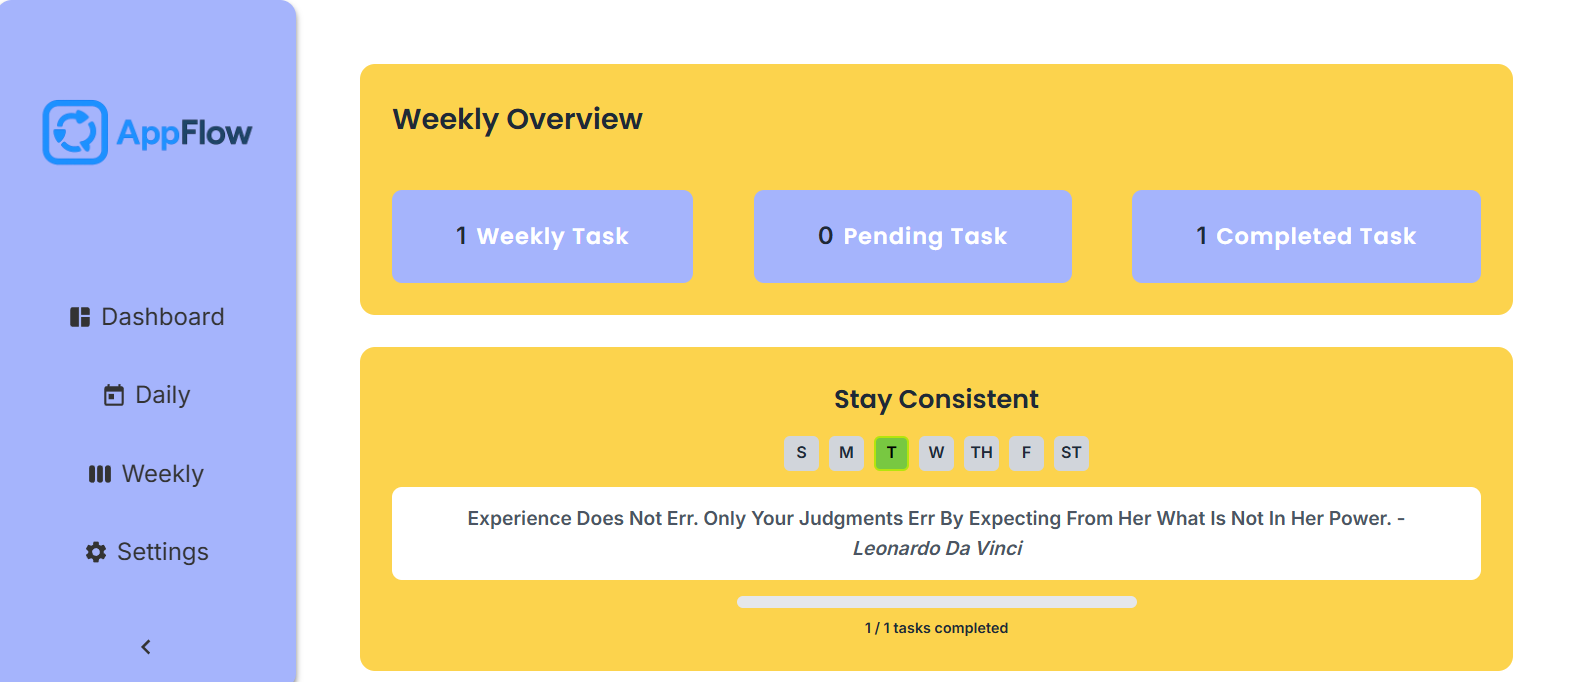 AppFlow
Dashboard
Daily
Weekly
Settings
Weekly Overview
1 Weekly Task
0 Pending Task
1 Completed Task
Stay Consistent
S M T W TH F ST
Experience Does Not Err. Only Your Judgments Err By Expecting From Her What Is Not In Her Power. -
Leonardo Da Vinci
1 / 1 tasks completed